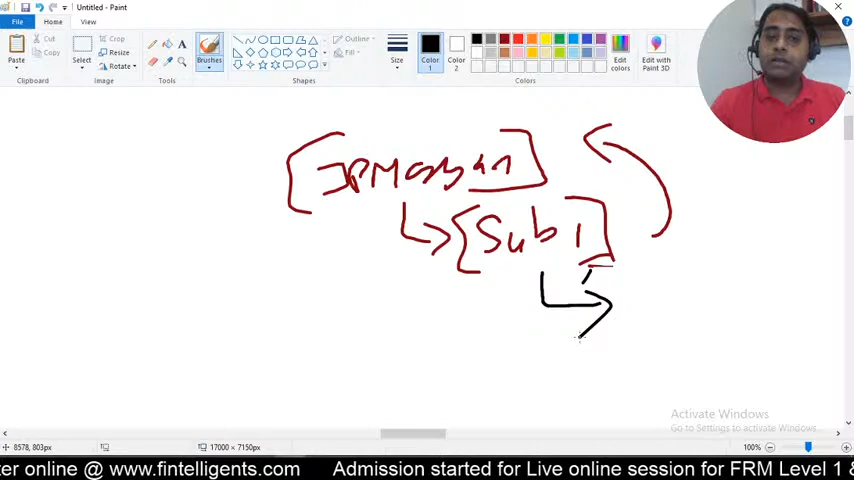 Untitled - Paint
File Home View
Paste
Cut
Copy
Clipboard
Select
Crop
Resize
Rotate
Image
Tools
Brushes
Shapes
Outline
Fill
Size
Color 1
Color 2
Colors
Edit colors
Edit with Paint 3D
JPMorgan
Sub 1
Activate Windows
Go to Settings to activate Windows.
8578, 803px
17000 × 7150px
100%
ter online @ www.fintelligents.com Admission started for Live online session for FRM Level 1 &